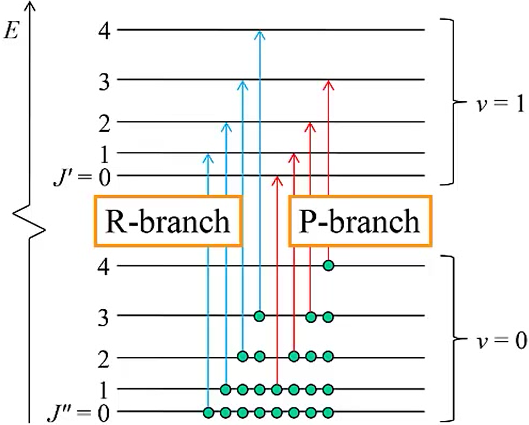 E
4
3
2
1
J′ = 0
v = 1
R-branch
P-branch
4
3
2
1
J″ = 0
v = 0